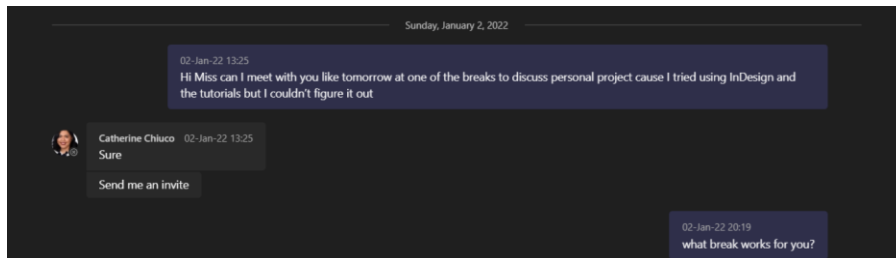 Sunday, January 2, 2022
02-Jan-22 13:25
Hi Miss can I meet with you like tomorrow at one of the breaks to discuss personal project cause I tried using InDesign and
the tutorials but I couldn't figure it out
Catherine Chiuco 02-Jan-22 13:25
Sure
Send me an invite
02-Jan-22 20:19
what break works for you?